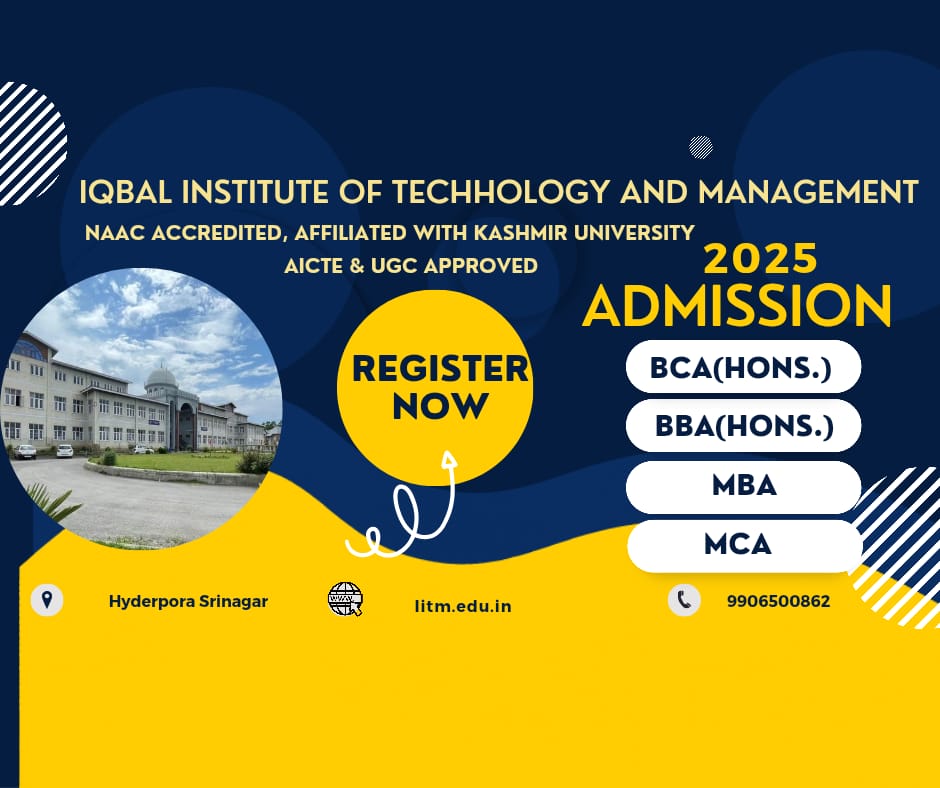 IQBAL INSTITUTE OF TECHHOLOGY AND MANAGEMENT
NAAC ACCREDITED, AFFILIATED WITH KASHMIR UNIVERSITY
AICTE & UGC APPROVED
2025
ADMISSION
REGISTER
NOW
BCA(HONS.)
BBA(HONS.)
MBA
MCA
Hyderpora Srinagar
www.
Iitm.edu.in
9906500862